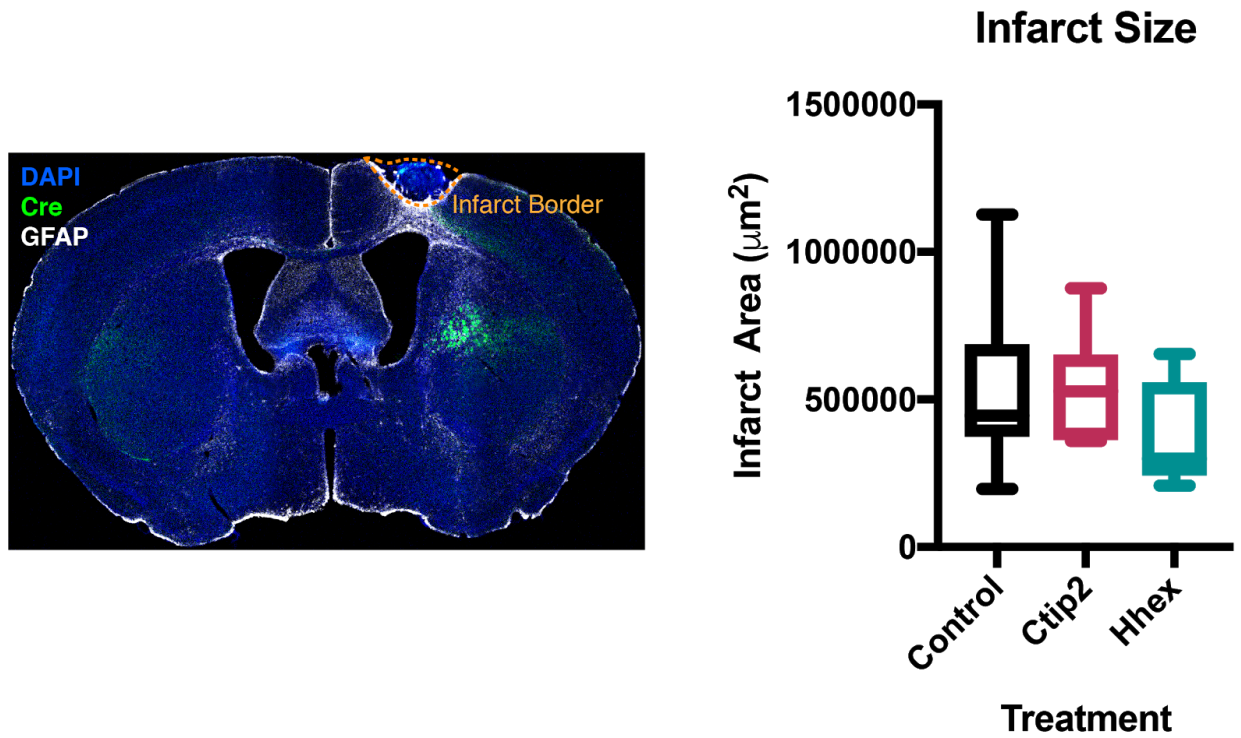 DAPI
Cre
GFAP
Infarct Border
Infarct Size
Infarct Area (μm²)
1500000
1000000
500000
0
Control
Ctip2
Hhex
Treatment